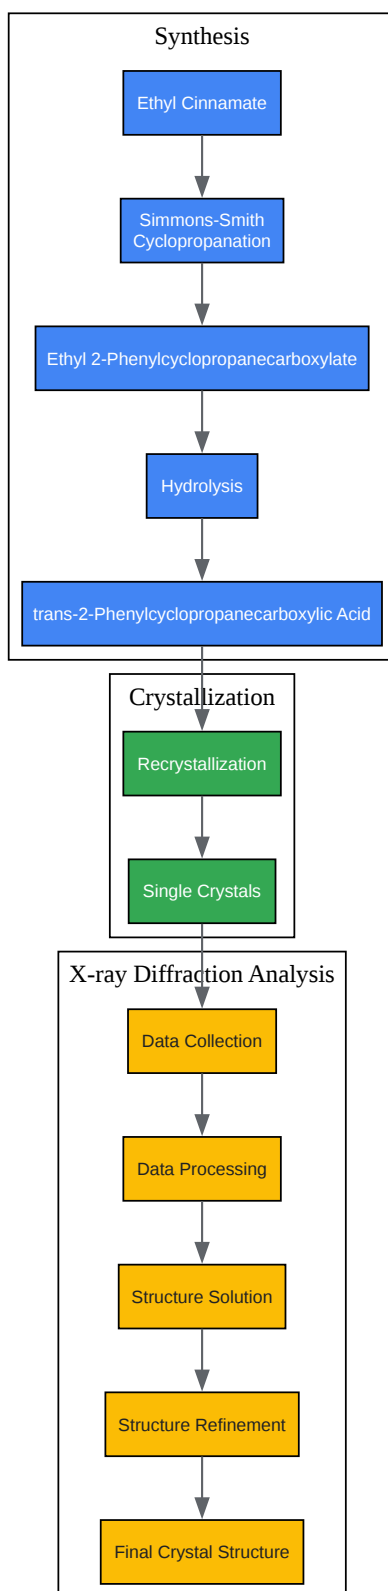 Synthesis
Ethyl Cinnamate
Simmons-Smith
Cyclopropanation
Ethyl 2-Phenylcyclopropanecarboxylate
Hydrolysis
trans-2-Phenylcyclopropanecarboxylic Acid
Crystallization
Recrystallization
Single Crystals
X-ray Diffraction Analysis
Data Collection
Data Processing
Structure Solution
Structure Refinement
Final Crystal Structure